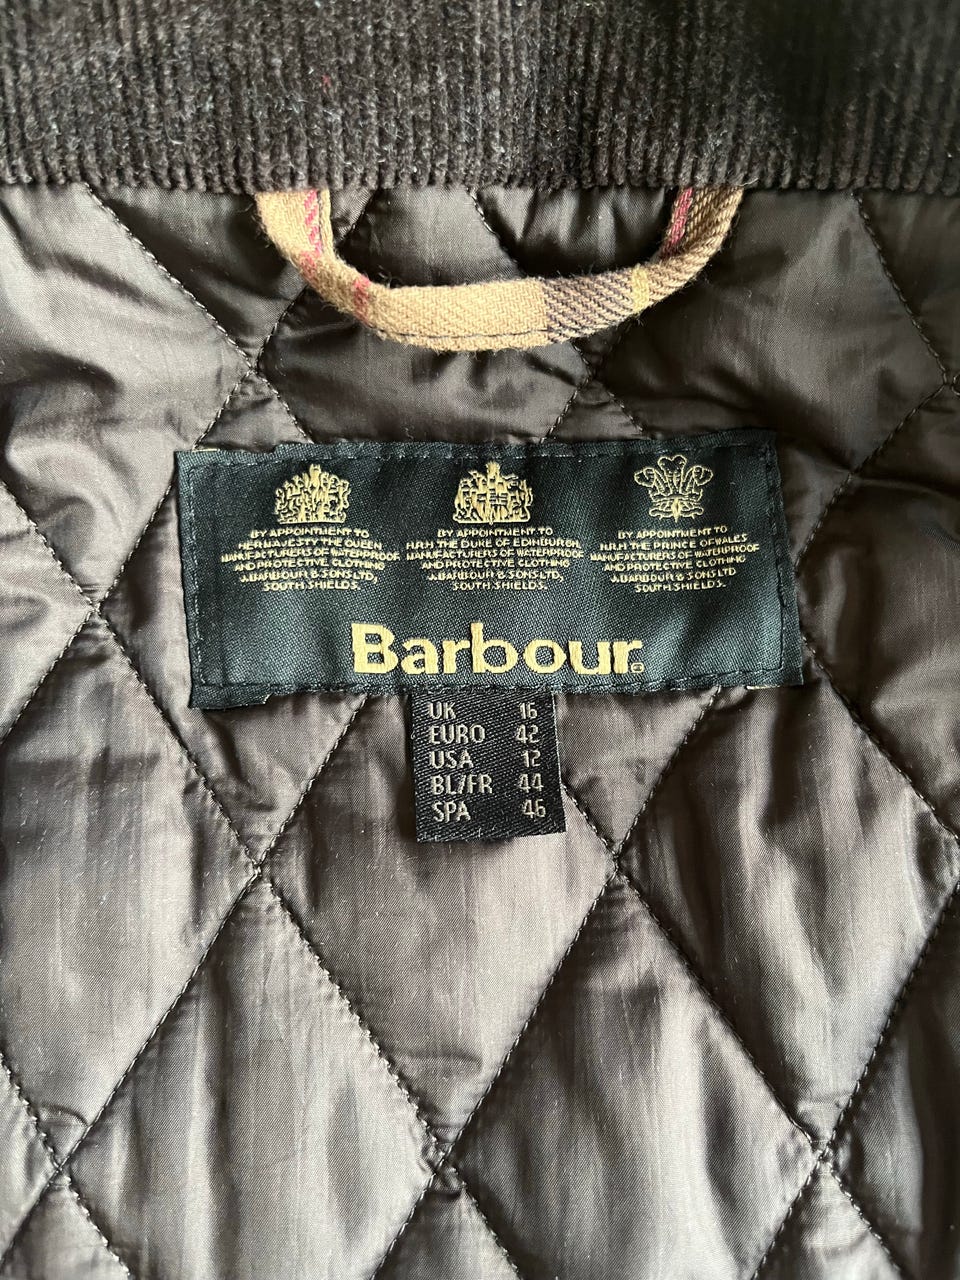 BY APPOINTMENT TO
HER MAJESTY THE QUEEN
MANUFACTURERS OF WATERPROOF
AND PROTECTIVE CLOTHING
J.BARBOUR & SONS LTD,
SOUTH SHIELDS.
BY APPOINTMENT TO
H.R.H THE DUKE OF EDINBURGH
MANUFACTURERS OF WATERPROOF
AND PROTECTIVE CLOTHING
J.BARBOUR & SONS LTD,
SOUTH SHIELDS.
BY APPOINTMENT TO
H.R.H THE PRINCE OF WALES
MANUFACTURERS OF WATERPROOF
AND PROTECTIVE CLOTHING
J.BARBOUR & SONS LTD
SOUTH SHIELDS.
Barbour®
UK 16
EURO 42
USA 12
BL/FR 44
SPA 46